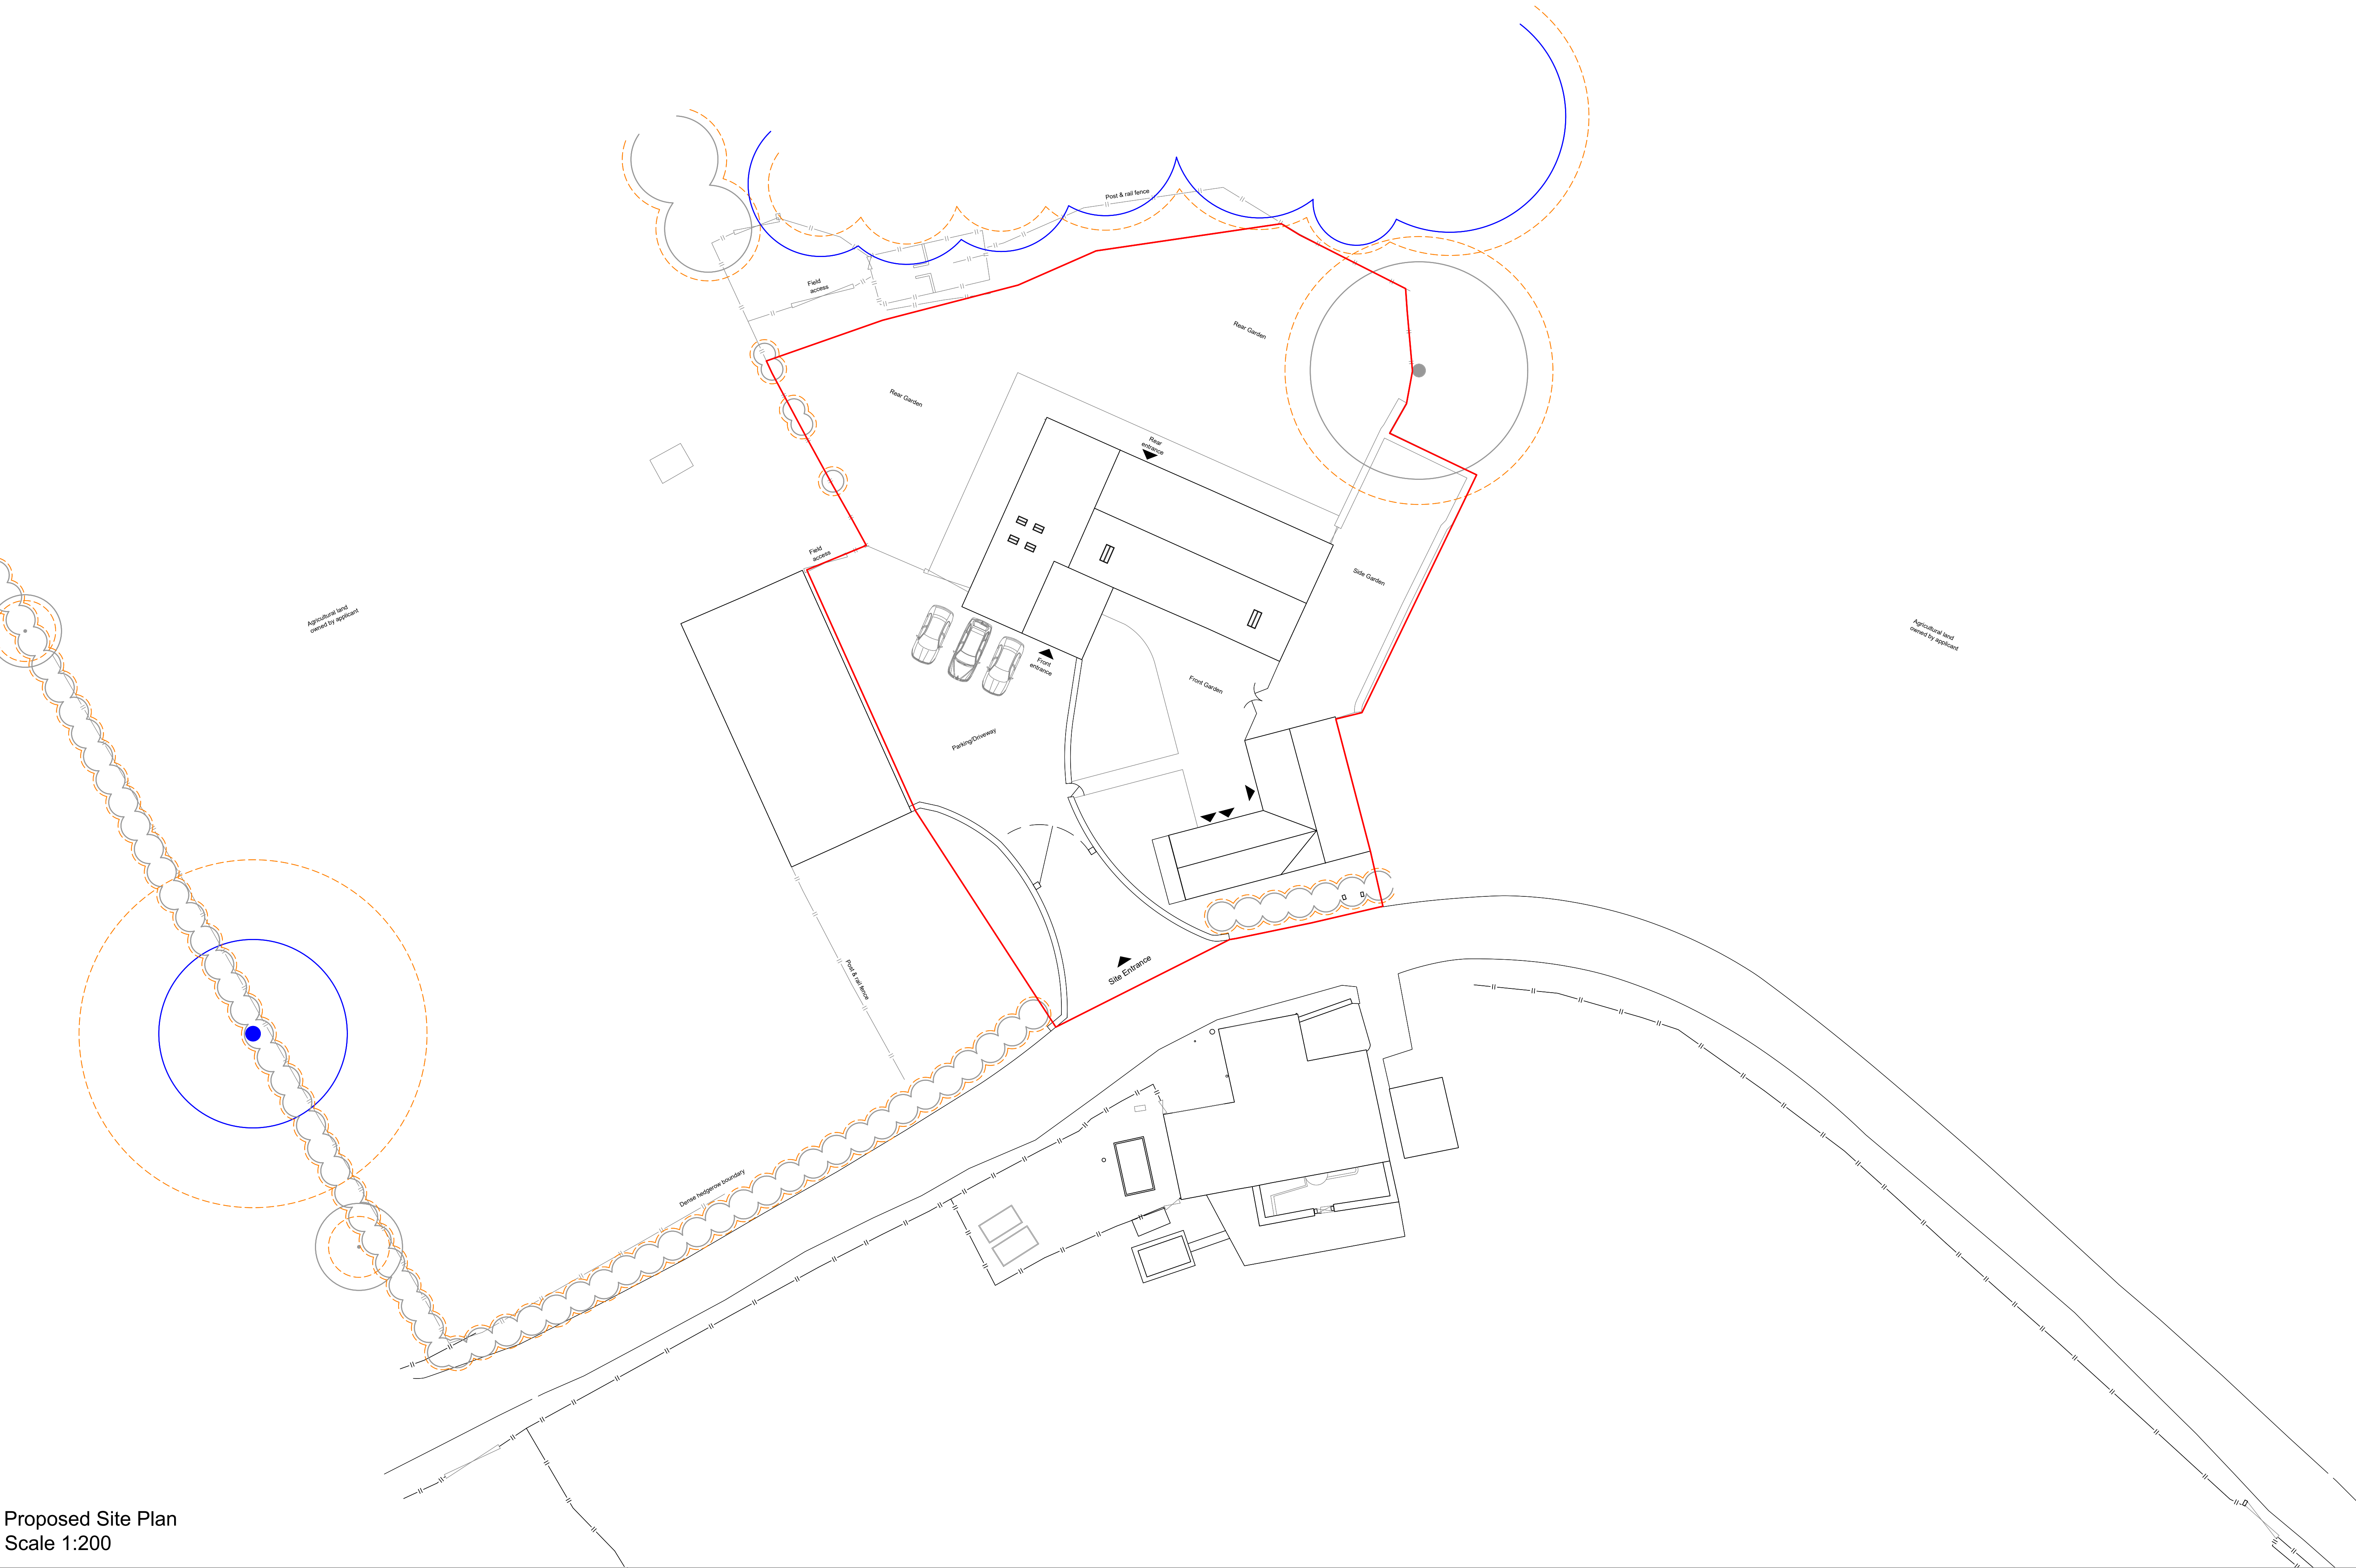 Post & rail fence
Field
access
Rear Garden
Rear Garden
Rear
entrance
Field
access
Side Garden
Agricultural land
owned by applicant
Agricultural land
owned by applicant
Front
entrance
Front Garden
Parking/Driveway
Post & rail fence
Site Entrance
Dense hedgerow boundary
Proposed Site Plan
Scale 1:200